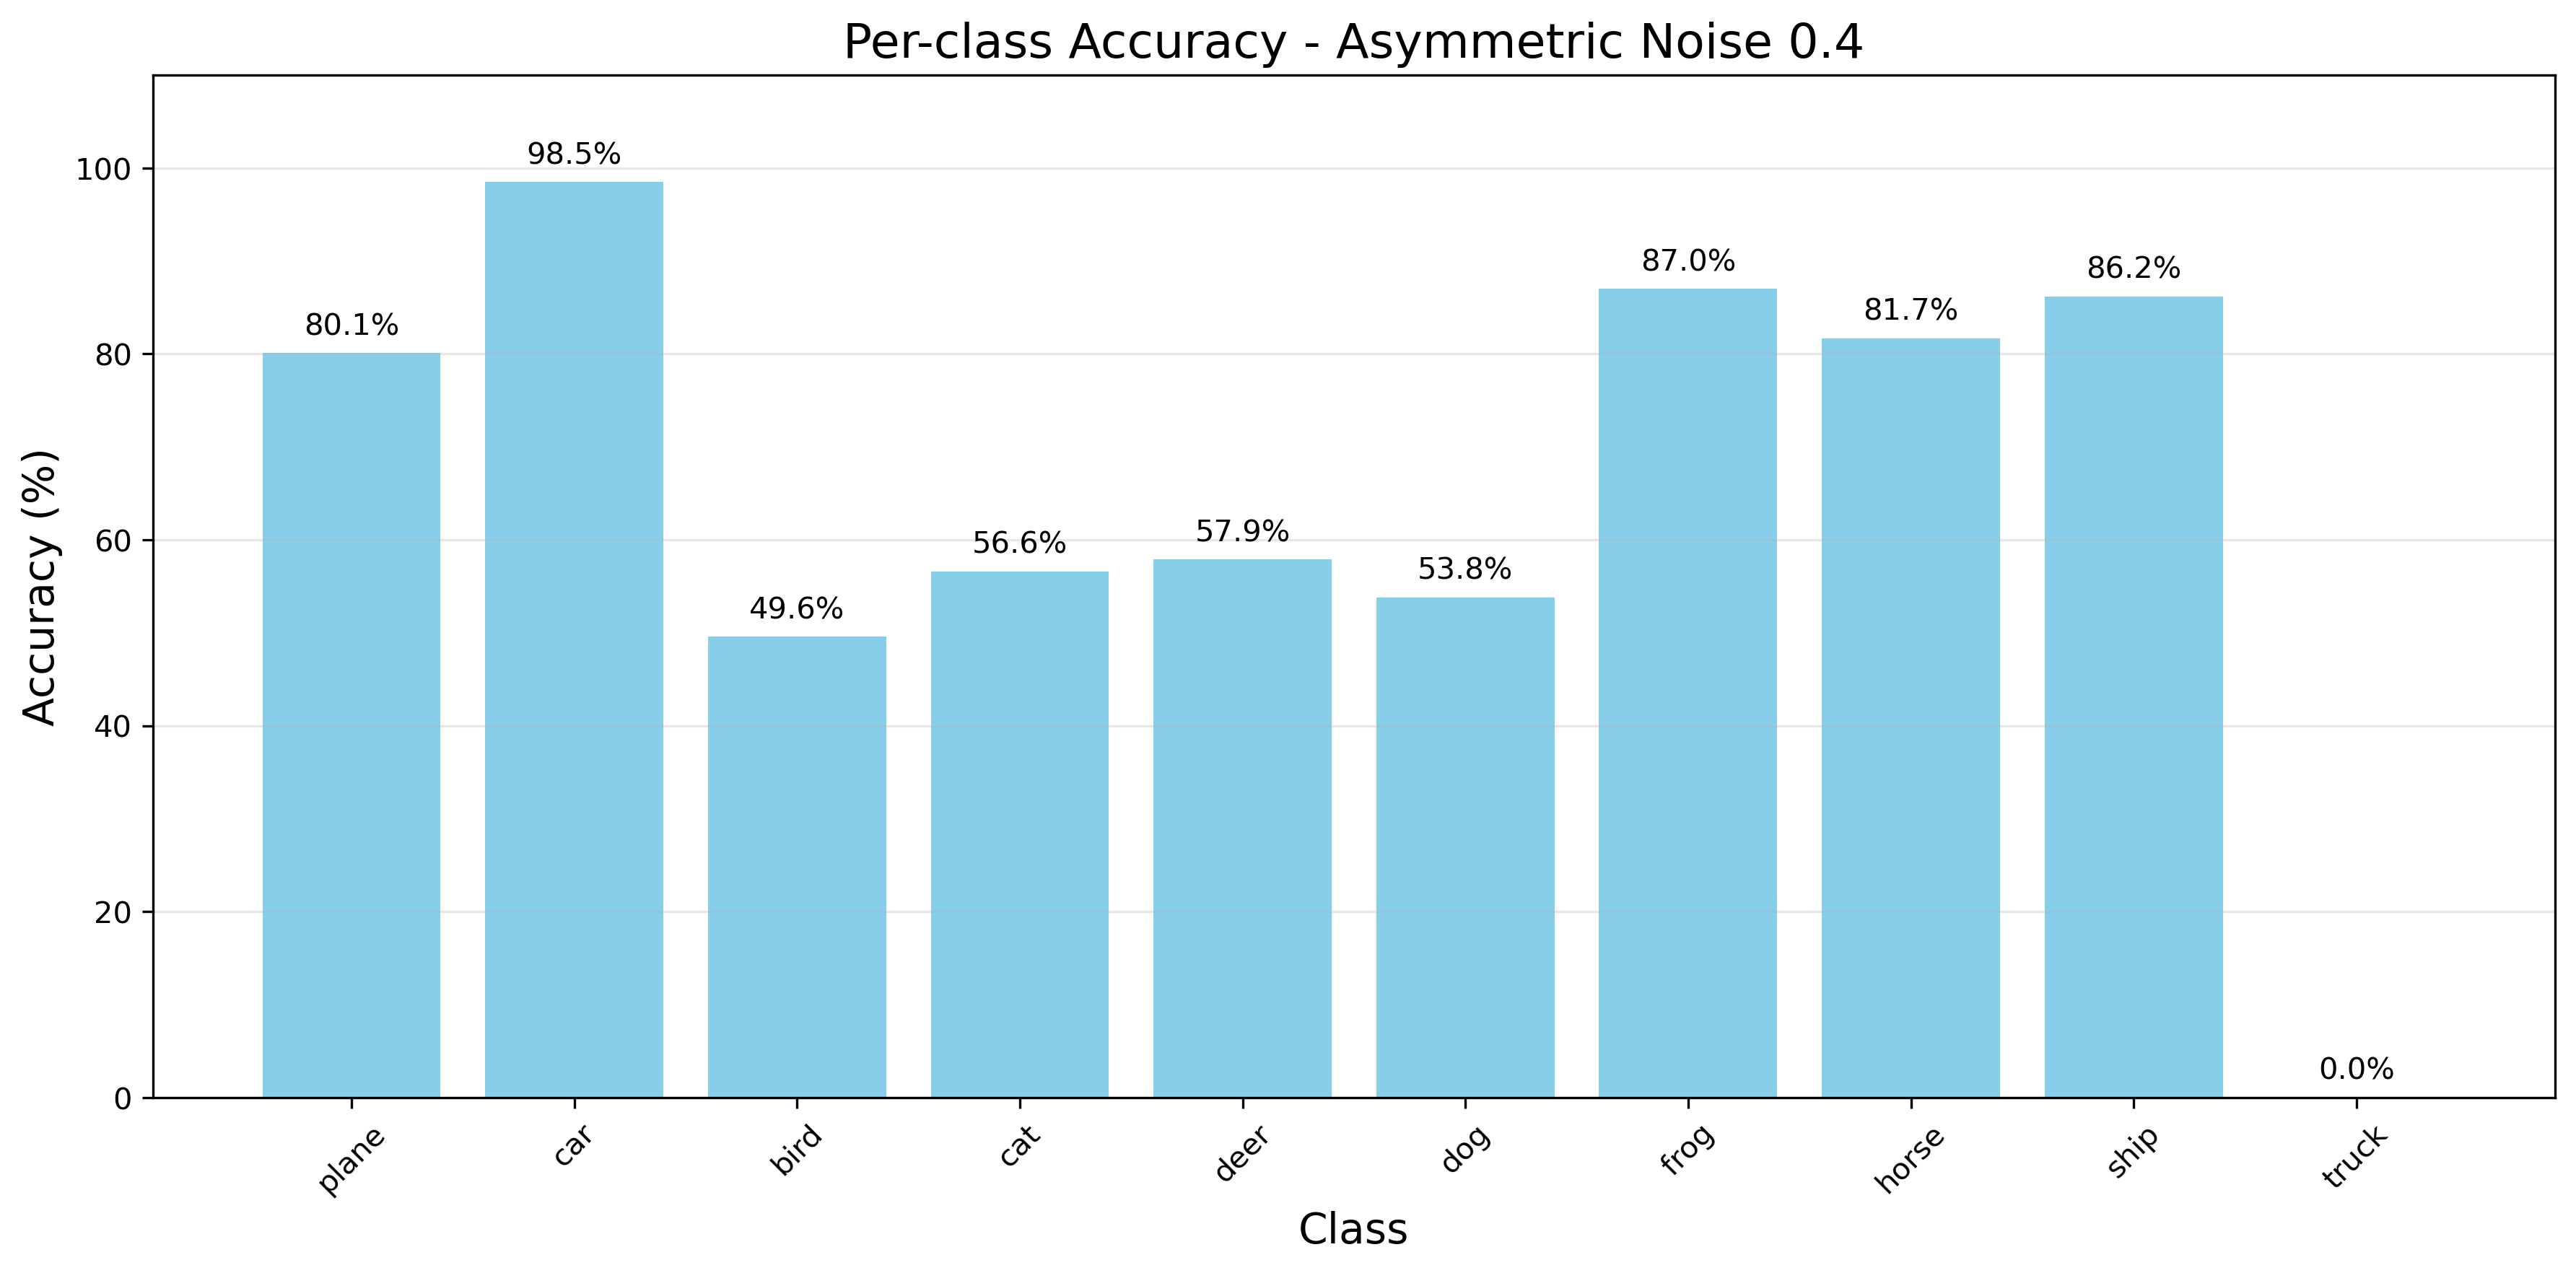 Per-class Accuracy - Asymmetric Noise 0.4
Accuracy (%)
100
80
60
40
20
0
80.1%
98.5%
49.6%
56.6%
57.9%
53.8%
87.0%
81.7%
86.2%
0.0%
plane
car
bird
cat
deer
dog
frog
horse
ship
truck
Class